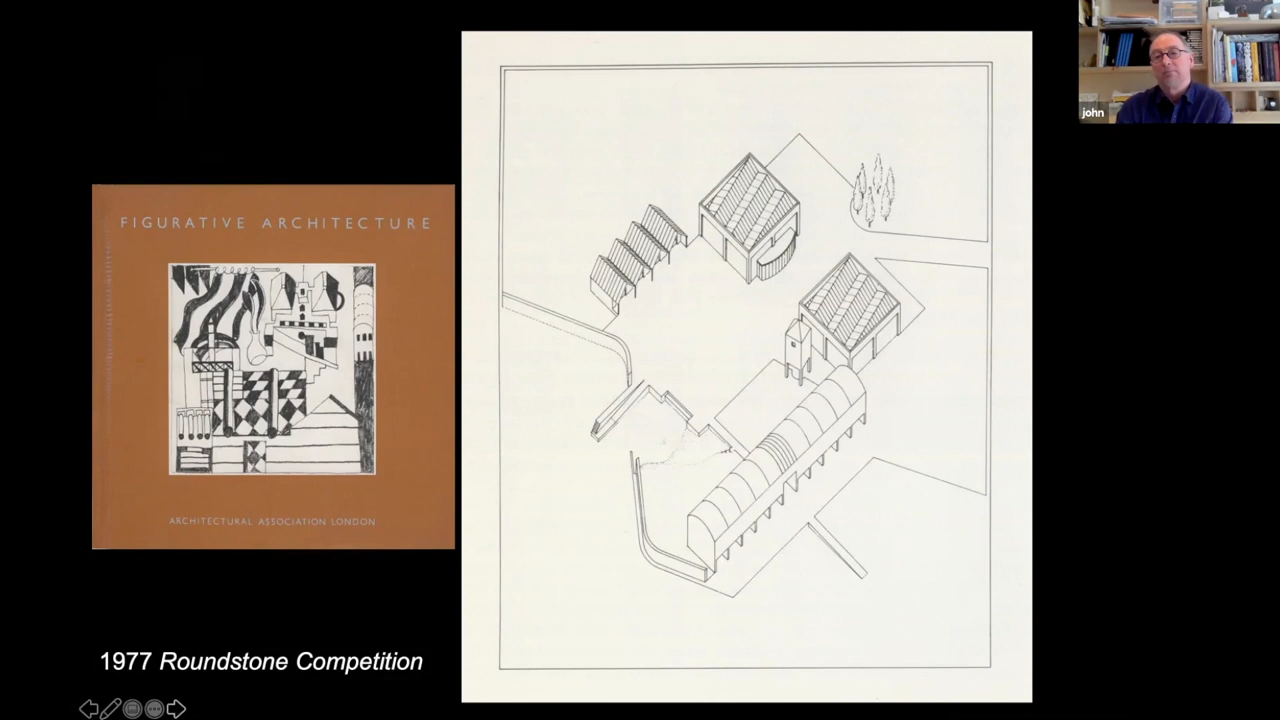 FIGURATIVE ARCHITECTURE
ARCHITECTURAL ASSOCIATION LONDON
1977 Roundstone Competition
john